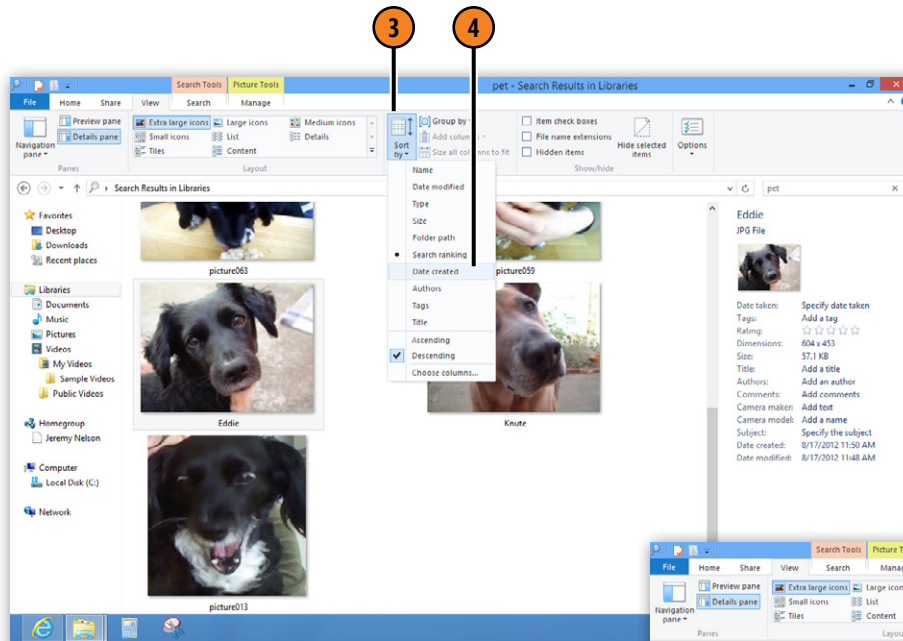 3 4
Search Tools Picture Tools pet - Search Results in Libraries
File Home Share View Search Manage
Preview pane Extra large icons Large icons Medium icons Group by Item check boxes
Details pane Small icons List Details Add columns File name extensions
Navigation pane Tiles Content Sort by Size all columns to fit Hidden items Hide selected items Options
Panes Layout Show/hide
Search Results in Libraries pet
Favorites
Desktop
Downloads
Recent places
Libraries
Documents
Music
Pictures
Videos
My Videos
Sample Videos
Public Videos
Homegroup
Jeremy Nelson
Computer
Local Disk (C:)
Network
picture063
picture059
Eddie
Knute
picture013
Name
Date modified
Type
Size
Folder path
Search ranking
Date created
Authors
Tags
Title
Ascending
Descending
Choose columns...
Eddie
JPG File
Date taken: Specify date taken
Tags: Add a tag
Rating:
Dimensions: 604 x 453
Size: 57.1 KB
Title: Add a title
Authors: Add an author
Comments: Add comments
Camera maker: Add text
Camera model: Add a name
Subject: Specify the subject
Date created: 8/17/2012 11:50 AM
Date modified: 8/17/2012 11:48 AM
Search Tools Picture T
File Home Share View Search Mana
Preview pane Extra large icons Large icon
Details pane Small icons List
Navigation pane Tiles Content
Panes Layou